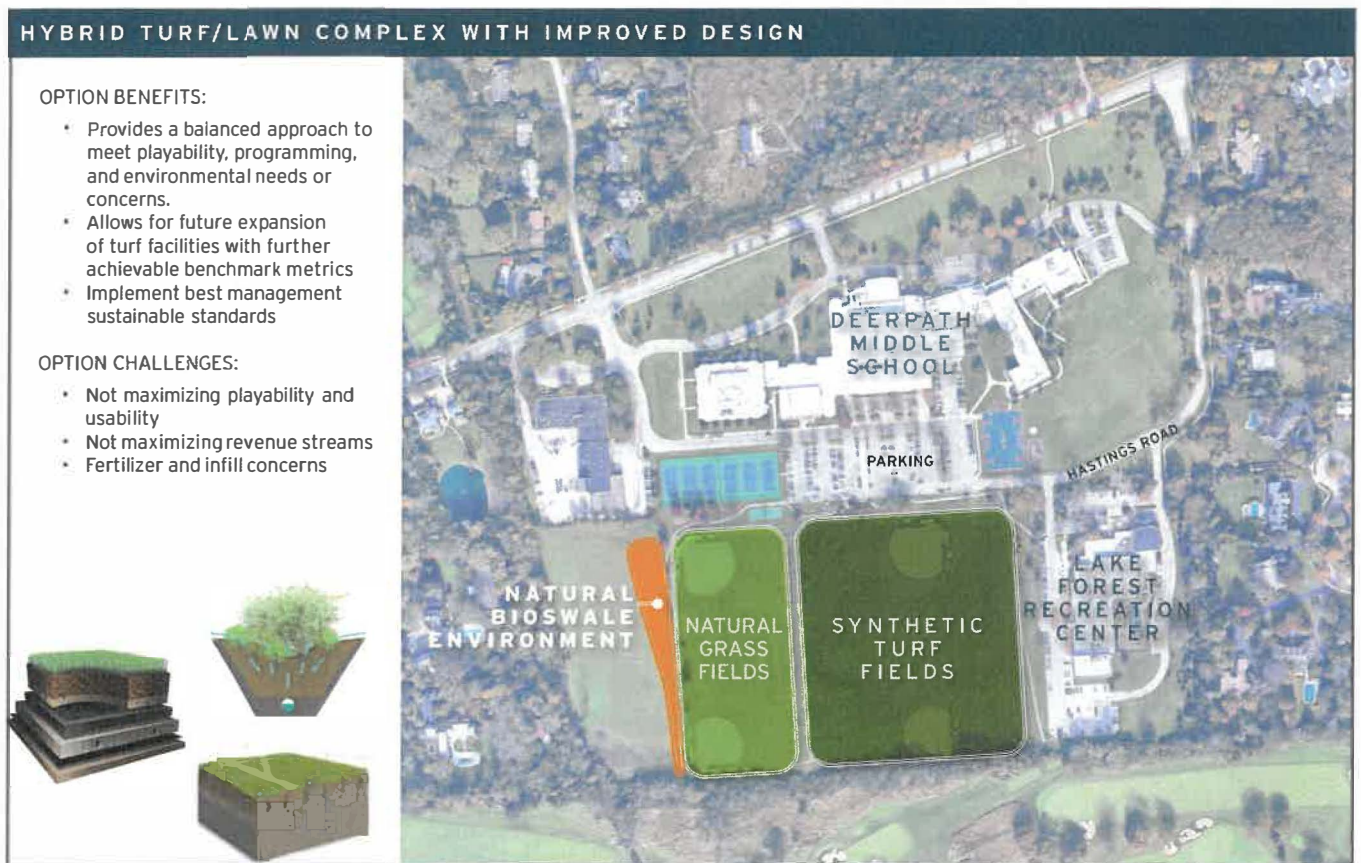 HYBRID TURF/LAWN COMPLEX WITH IMPROVED DESIGN
OPTION BENEFITS:
• Provides a balanced approach to
meet playability, programming,
and environmental needs or
concerns.
• Allows for future expansion
of turf facilities with further
achievable benchmark metrics
• Implement best management
sustainable standards
OPTION CHALLENGES:
• Not maximizing playability and
usability
• Not maximizing revenue streams
• Fertilizer and infill concerns
DEERPATH
MIDDLE
SCHOOL
PARKING
HASTINGS ROAD
NATURAL
BIOSWALE
ENVIRONMENT
NATURAL
GRASS
FIELDS
SYNTHETIC
TURF
FIELDS
LAKE
FOREST
RECREATION
CENTER